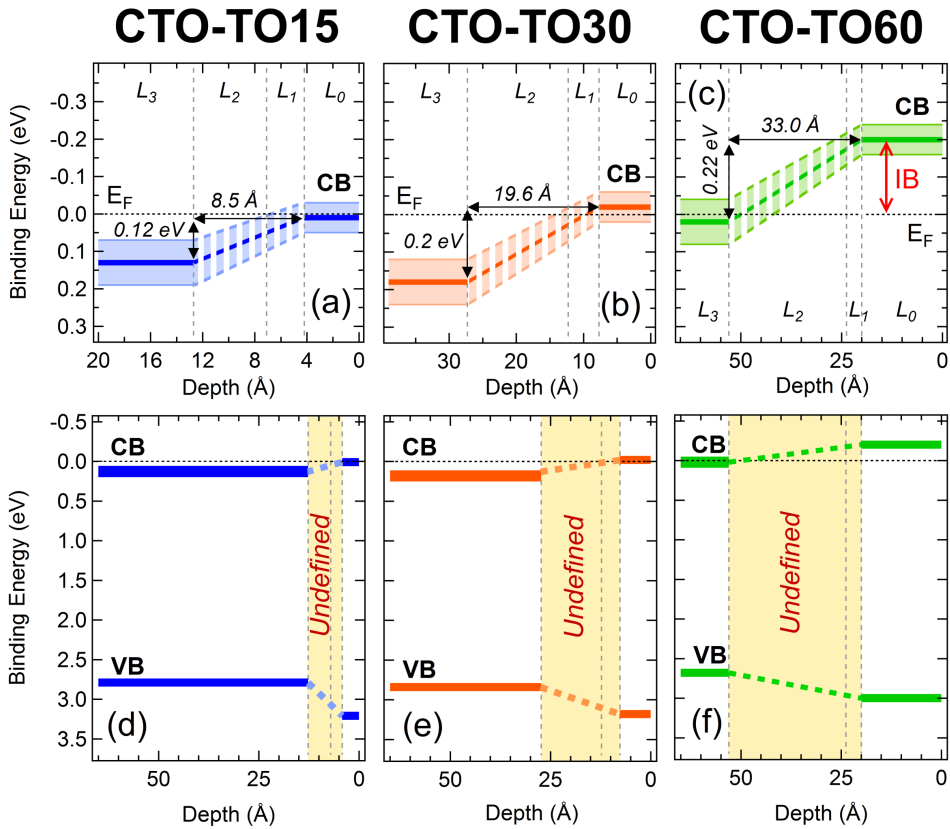 CTO-TO15 CTO-TO30 CTO-TO60
Binding Energy (eV)
-0.3
-0.2
-0.1
0.0
0.1
0.2
0.3
L3 L2 L1 L0
CB
EF
8.5 Å
0.12 eV
(a)
20 16 12 8 4 0
Depth (Å)
L3 L2 L1 L0
CB
EF
19.6 Å
0.2 eV
(b)
30 20 10 0
Depth (Å)
(c)
CB
33.0 Å
0.22 eV
IB
EF
L3 L2 L1 L0
50 25 0
Depth (Å)
Binding Energy (eV)
-0.5
0.0
0.5
1.0
1.5
2.0
2.5
3.0
3.5
CB
Undefined
VB
(d)
50 25 0
Depth (Å)
CB
Undefined
VB
(e)
50 25 0
Depth (Å)
CB
Undefined
VB
(f)
50 25 0
Depth (Å)